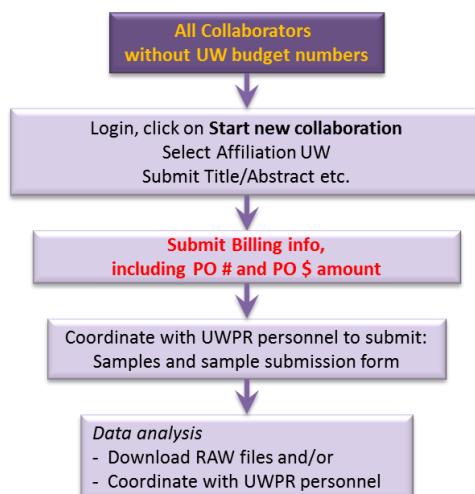 All Collaborators
without UW budget numbers
Login, click on Start new collaboration
Select Affiliation UW
Submit Title/Abstract etc.
Submit Billing info,
including PO # and PO $ amount
Coordinate with UWPR personnel to submit:
Samples and sample submission form
Data analysis
- Download RAW files and/or
- Coordinate with UWPR personnel